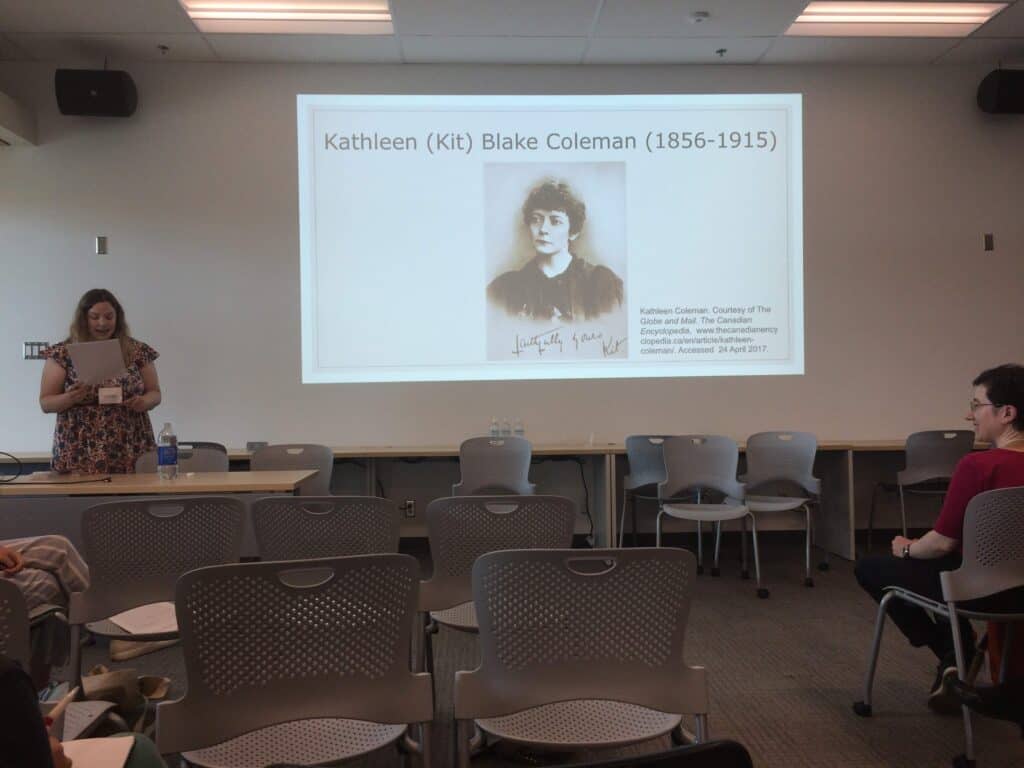 Kathleen (Kit) Blake Coleman (1856-1915)
faithfully yours
Kit
Kathleen Coleman. Courtesy of The
Globe and Mail. The Canadian
Encyclopedia, www.thecanadianency
clopedia.ca/en/article/kathleen-
coleman/. Accessed 24 April 2017.